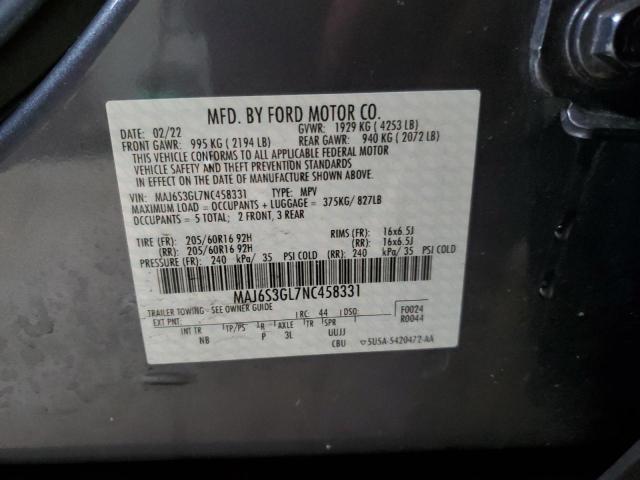 MFD. BY FORD MOTOR CO.
DATE: 02/22 GVWR: 1929 KG ( 4253 LB)
FRONT GAWR: 995 KG ( 2194 LB) REAR GAWR: 940 KG ( 2072 LB)
THIS VEHICLE CONFORMS TO ALL APPLICABLE FEDERAL MOTOR
VEHICLE SAFETY AND THEFT PREVENTION STANDARDS
IN EFFECT ON THE DATE OF MANUFACTURE SHOWN ABOVE.
VIN: MAJ6S3GL7NC458331 TYPE: MPV
MAXIMUM LOAD = OCCUPANTS + LUGGAGE = 375KG/ 827LB
OCCUPANTS = 5 TOTAL; 2 FRONT, 3 REAR
TIRE (FR): 205/60R16 92H RIMS (FR): 16x6.5J
(RR): 205/60R16 92H (RR): 16x6.5J
PRESSURE (FR): 240 kPa/ 35 PSI COLD (RR): 240 kPa/ 35 PSI COLD
MAJ6S3GL7NC458331
TRAILER TOWING- SEE OWNER GUIDE
EXT PNT: RC: 44 DSO: F0024
R0044
INT TR TP/PS R AXLE TR SPR
NB P 3L UUJJ
CBU 5U5A-5420472-AA